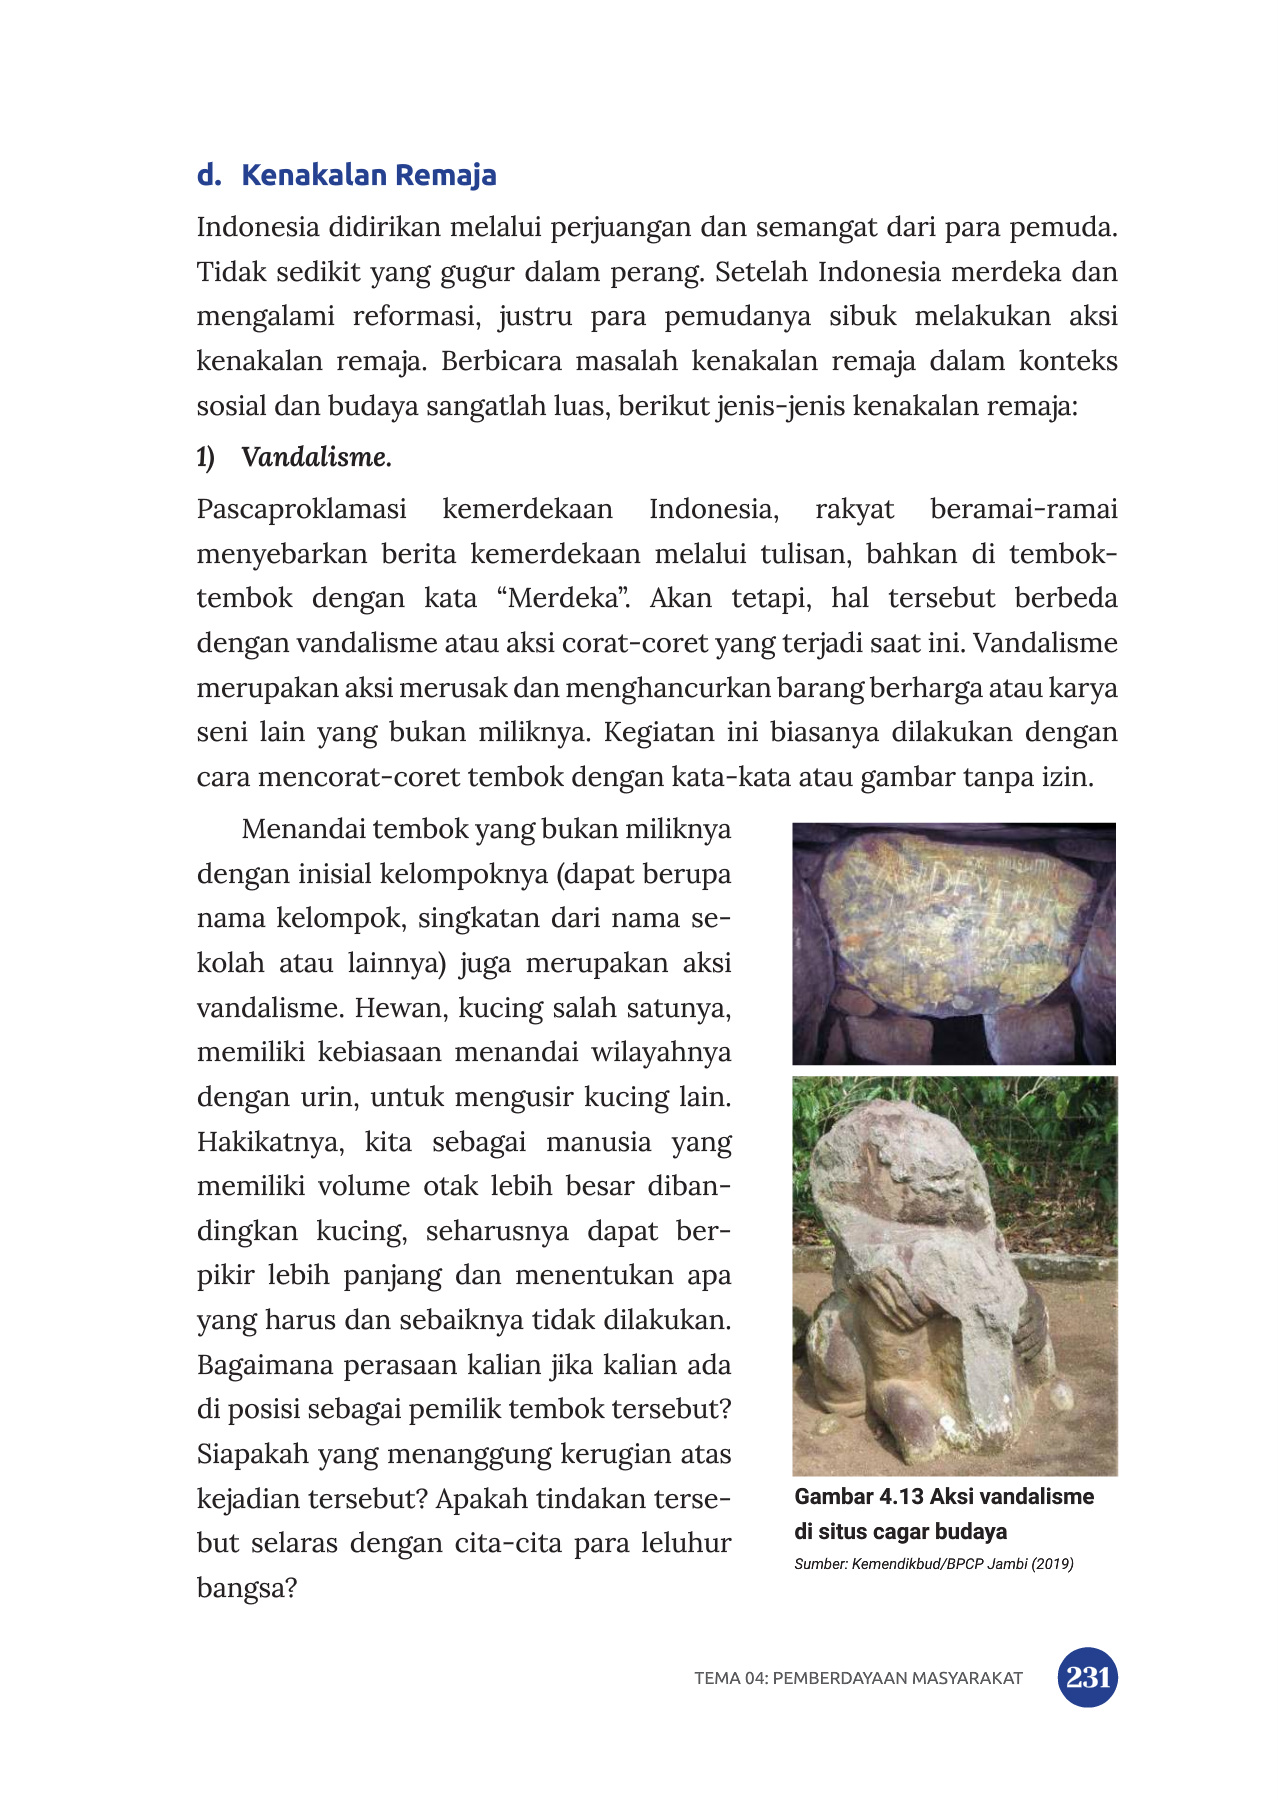 d. Kenakalan Remaja
Indonesia didirikan melalui perjuangan dan semangat dari para pemuda.
Tidak sedikit yang gugur dalam perang. Setelah Indonesia merdeka dan
mengalami reformasi, justru para pemudanya sibuk melakukan aksi
kenakalan remaja. Berbicara masalah kenakalan remaja dalam konteks
sosial dan budaya sangatlah luas, berikut jenis-jenis kenakalan remaja:
1) Vandalisme.
Pascaproklamasi kemerdekaan Indonesia, rakyat beramai-ramai
menyebarkan berita kemerdekaan melalui tulisan, bahkan di tembok-
tembok dengan kata “Merdeka”. Akan tetapi, hal tersebut berbeda
dengan vandalisme atau aksi corat-coret yang terjadi saat ini. Vandalisme
merupakan aksi merusak dan menghancurkan barang berharga atau karya
seni lain yang bukan miliknya. Kegiatan ini biasanya dilakukan dengan
cara mencorat-coret tembok dengan kata-kata atau gambar tanpa izin.
Menandai tembok yang bukan miliknya
dengan inisial kelompoknya (dapat berupa
nama kelompok, singkatan dari nama se-
kolah atau lainnya) juga merupakan aksi
vandalisme. Hewan, kucing salah satunya,
memiliki kebiasaan menandai wilayahnya
dengan urin, untuk mengusir kucing lain.
Hakikatnya, kita sebagai manusia yang
memiliki volume otak lebih besar diban-
dingkan kucing, seharusnya dapat ber-
pikir lebih panjang dan menentukan apa
yang harus dan sebaiknya tidak dilakukan.
Bagaimana perasaan kalian jika kalian ada
di posisi sebagai pemilik tembok tersebut?
Siapakah yang menanggung kerugian atas
kejadian tersebut? Apakah tindakan terse-
but selaras dengan cita-cita para leluhur
bangsa?
Gambar 4.13 Aksi vandalisme
di situs cagar budaya
Sumber: Kemendikbud/BPCP Jambi (2019)
TEMA 04: PEMBERDAYAAN MASYARAKAT
231